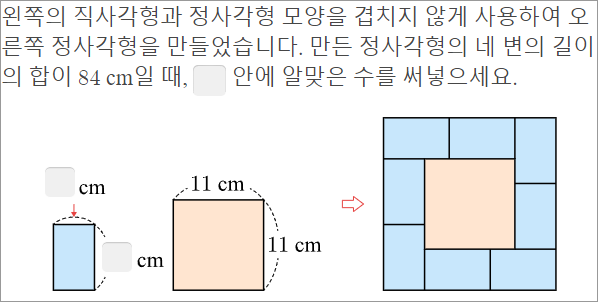 왼쪽의 직사각형과 정사각형 모양을 겹치지 않게 사용하여 오
른쪽 정사각형을 만들었습니다. 만든 정사각형의 네 변의 길이
의 합이 84 cm일 때, 안에 알맞은 수를 써넣으세요.
cm
cm
11 cm
11 cm